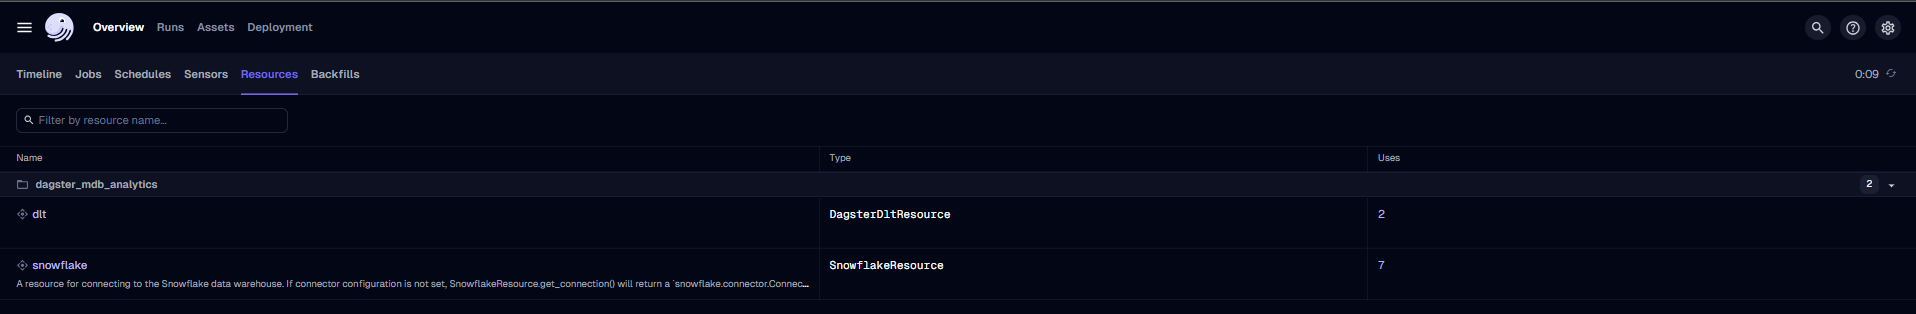 Overview Runs Assets Deployment
Timeline Jobs Schedules Sensors Resources Backfills 0:09
Filter by resource name…
Name Type Uses
dagster_mdb_analytics 2
dlt DagsterDltResource 2
snowflake SnowflakeResource 7
A resource for connecting to the Snowflake data warehouse. If connector configuration is not set, SnowflakeResource.get_connection() will return a `snowflake.connector.Connec…